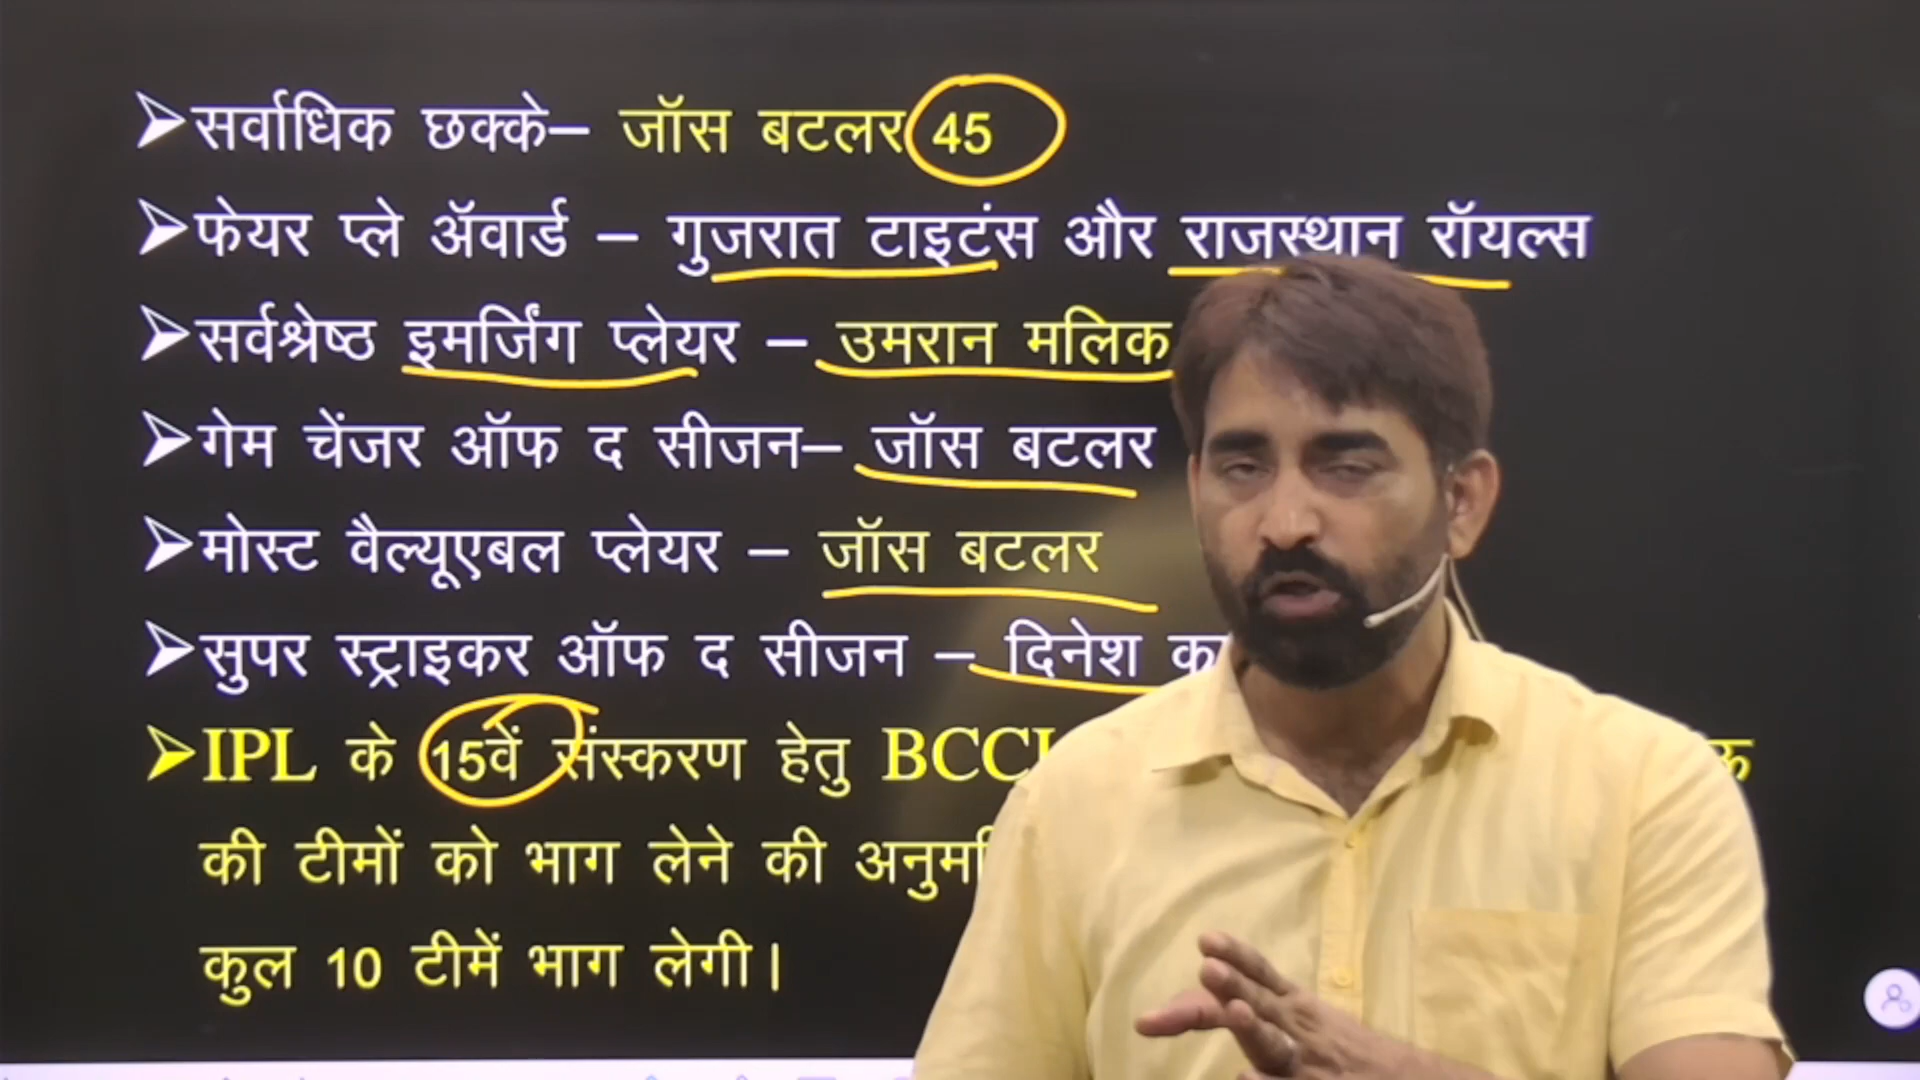 सर्वाधिक छक्के– जॉस बटलर 45
फेयर प्ले अ‍ॅवार्ड – गुजरात टाइटंस और राजस्थान रॉयल्स
सर्वश्रेष्ठ इमर्जिंग प्लेयर – उमरान मलिक
गेम चेंजर ऑफ द सीजन– जॉस बटलर
मोस्ट वैल्यूएबल प्लेयर – जॉस बटलर
सुपर स्ट्राइकर ऑफ द सीजन – दिनेश
IPL के 15वें संस्करण हेतु BCCI
की टीमों को भाग लेने की
कुल 10 टीमें भाग लेगी।